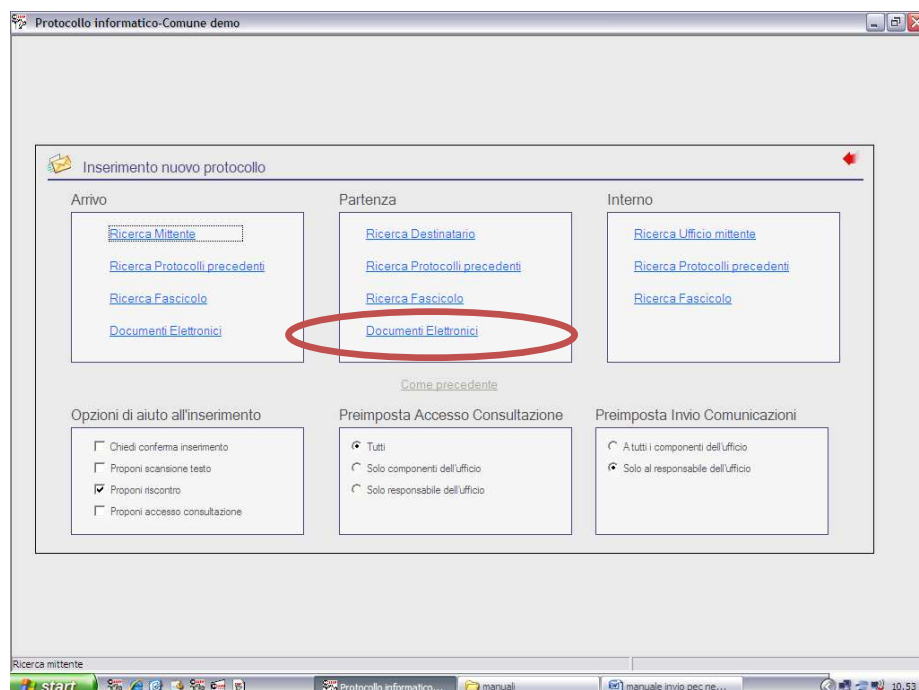 Protocollo informatico-Comune demo
Inserimento nuovo protocollo
Arrivo
Ricerca Mittente
Ricerca Protocolli precedenti
Ricerca Fascicolo
Documenti Elettronici
Partenza
Ricerca Destinatario
Ricerca Protocolli precedenti
Ricerca Fascicolo
Documenti Elettronici
Interno
Ricerca Ufficio mittente
Ricerca Protocolli precedenti
Ricerca Fascicolo
Come precedente
Opzioni di aiuto all'inserimento
Chiedi conferma inserimento
Proponi scansione testo
Proponi riscontro
Proponi accesso consultazione
Preimposta Accesso Consultazione
Tutti
Solo componenti dell'ufficio
Solo responsabile dell'ufficio
Preimposta Invio Comunicazioni
A tutti i componenti dell'ufficio
Solo al responsabile dell'ufficio
Ricerca mittente
start
Protocollo informatico...
manuali
manuale invio pec ne...
10.53